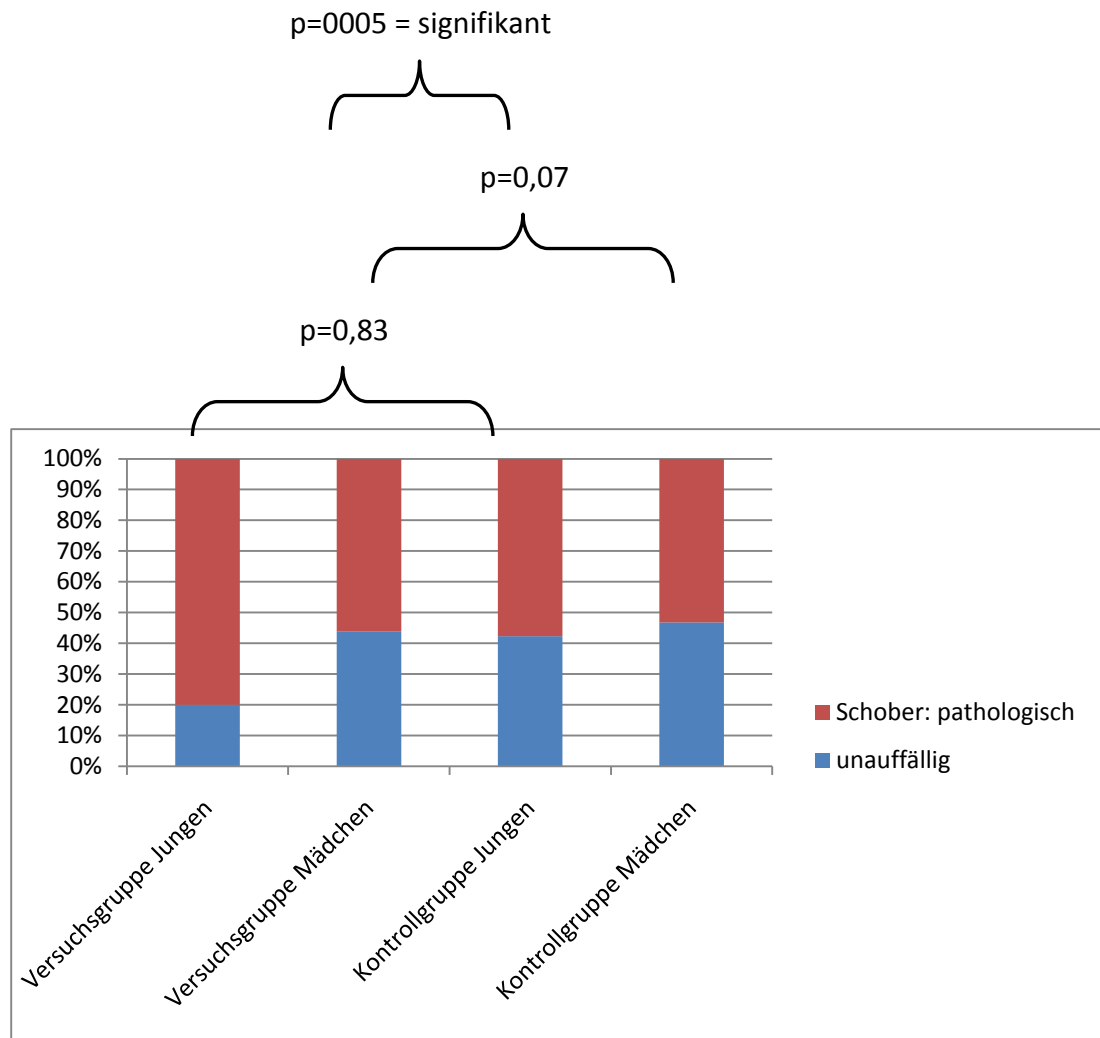 p=0005 = signifikant
p=0,07
p=0,83
100%
90%
80%
70%
60%
50%
40%
30%
20%
10%
0%
Schober: pathologisch
unauffällig
Versuchsgruppe Jungen
Versuchsgruppe Mädchen
Kontrollgruppe Jungen
Kontrollgruppe Mädchen